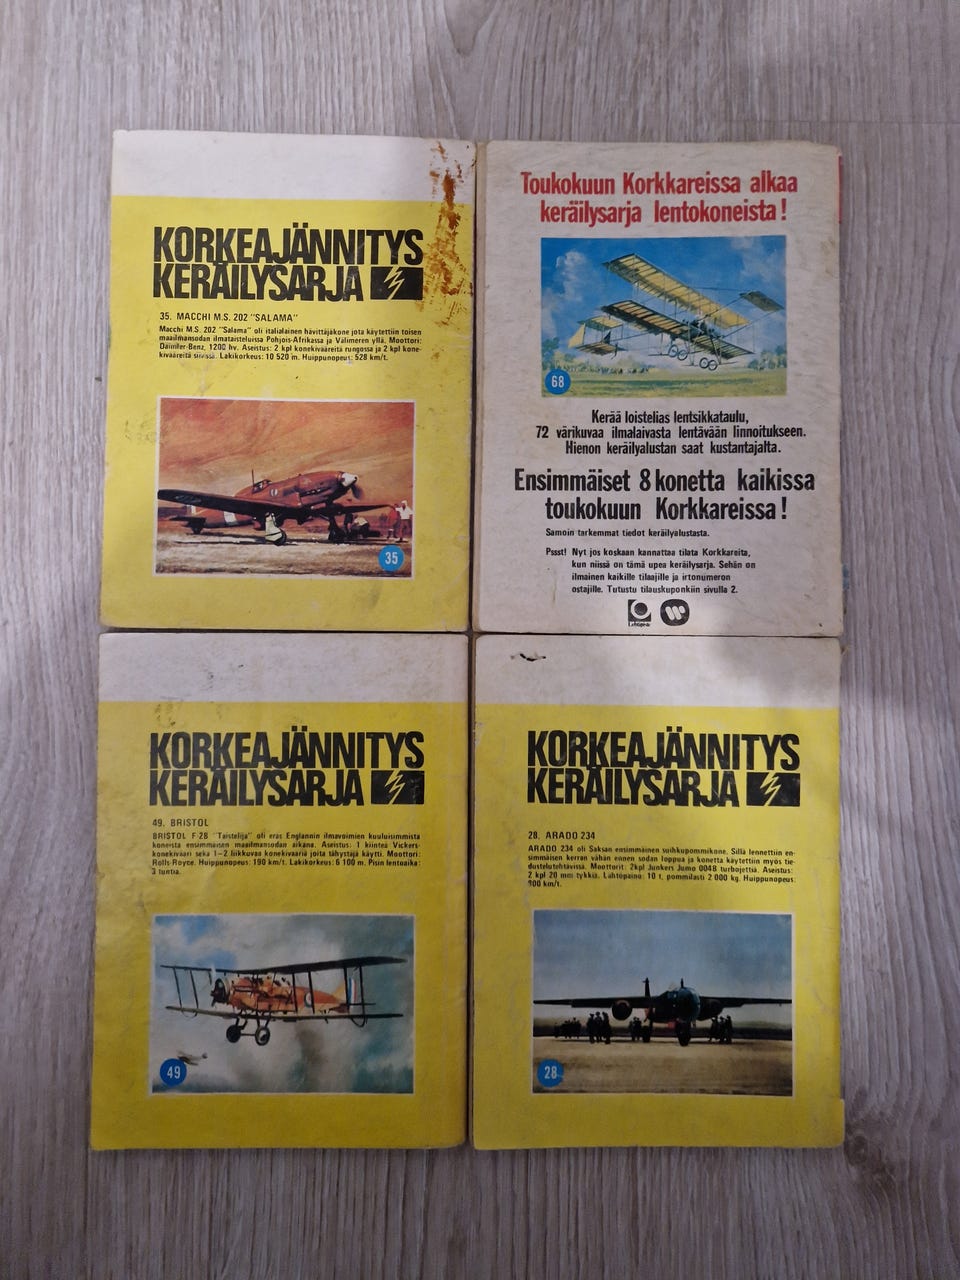 KORKEAJÄNNITYS
KERÄILYSARJA
35. MACCHI M.S. 202 "SALAMA"
Macchi M.S. 202 "Salama" oli italialainen hävittäjäkone jota käytettiin toisen
maailmansodan ilmataisteluissa Pohjois-Afrikassa ja Välimeren yllä. Moottori:
Daimler-Benz, 1200 hv. Aseistus: 2 kpl konekivääreitä rungossa ja 2 kpl kone-
kivääreitä siivissä. Lakikorkeus: 10 520 m. Huippunopeus: 528 km/t.
35
Toukokuun Korkkareissa alkaa
keräilysarja lentokoneista!
68
Kerää loistelias lentsikkataulu,
72 värikuvaa ilmalaivasta lentävään linnoitukseen.
Hienon keräilyalustan saat kustantajalta.
Ensimmäiset 8 konetta kaikissa
toukokuun Korkkareissa!
Samoin tarkemmat tiedot keräilyalustasta.
Pssst! Nyt jos koskaan kannattaa tilata Korkkareita,
kun niissä on tämä upea keräilysarja. Sehän on
ilmainen kaikille tilaajille ja irtonumeron
ostajille. Tutustu tilauskuponkiin sivulla 2.
KORKEAJÄNNITYS
KERÄILYSARJA
49. BRISTOL
BRISTOL F 2B "Taistelija" oli eräs Englannin ilmavoimien kuuluisimmista
koneista ensimmäisen maailmansodan aikana. Aseistus: 1 kiinteä Vickers-
konekivääri sekä 1-2 liikkuvaa konekivääriä joita tähystäjä käytti. Moottori:
Rolls-Royce. Huippunopeus: 190 km/t. Lakikorkeus: 6 100 m. Pisin lentoaika:
3 tuntia.
49
KORKEAJÄNNITYS
KERÄILYSARJA
28. ARADO 234
ARADO 234 oli Saksan ensimmäinen suihkupommikone. Sillä lennettiin en-
simmäisen kerran vähän ennen sodan loppua ja konetta käytettiin myös tie-
dustelutehtävissä. Moottorit: 2kpl Junkers Jumo 004B turbojettiä. Aseistus:
2 kpl 20 mm tykkiä. Lähtöpaino: 10 t, pommilasti 2 000 kg. Huippunopeus:
800 km/t.
28